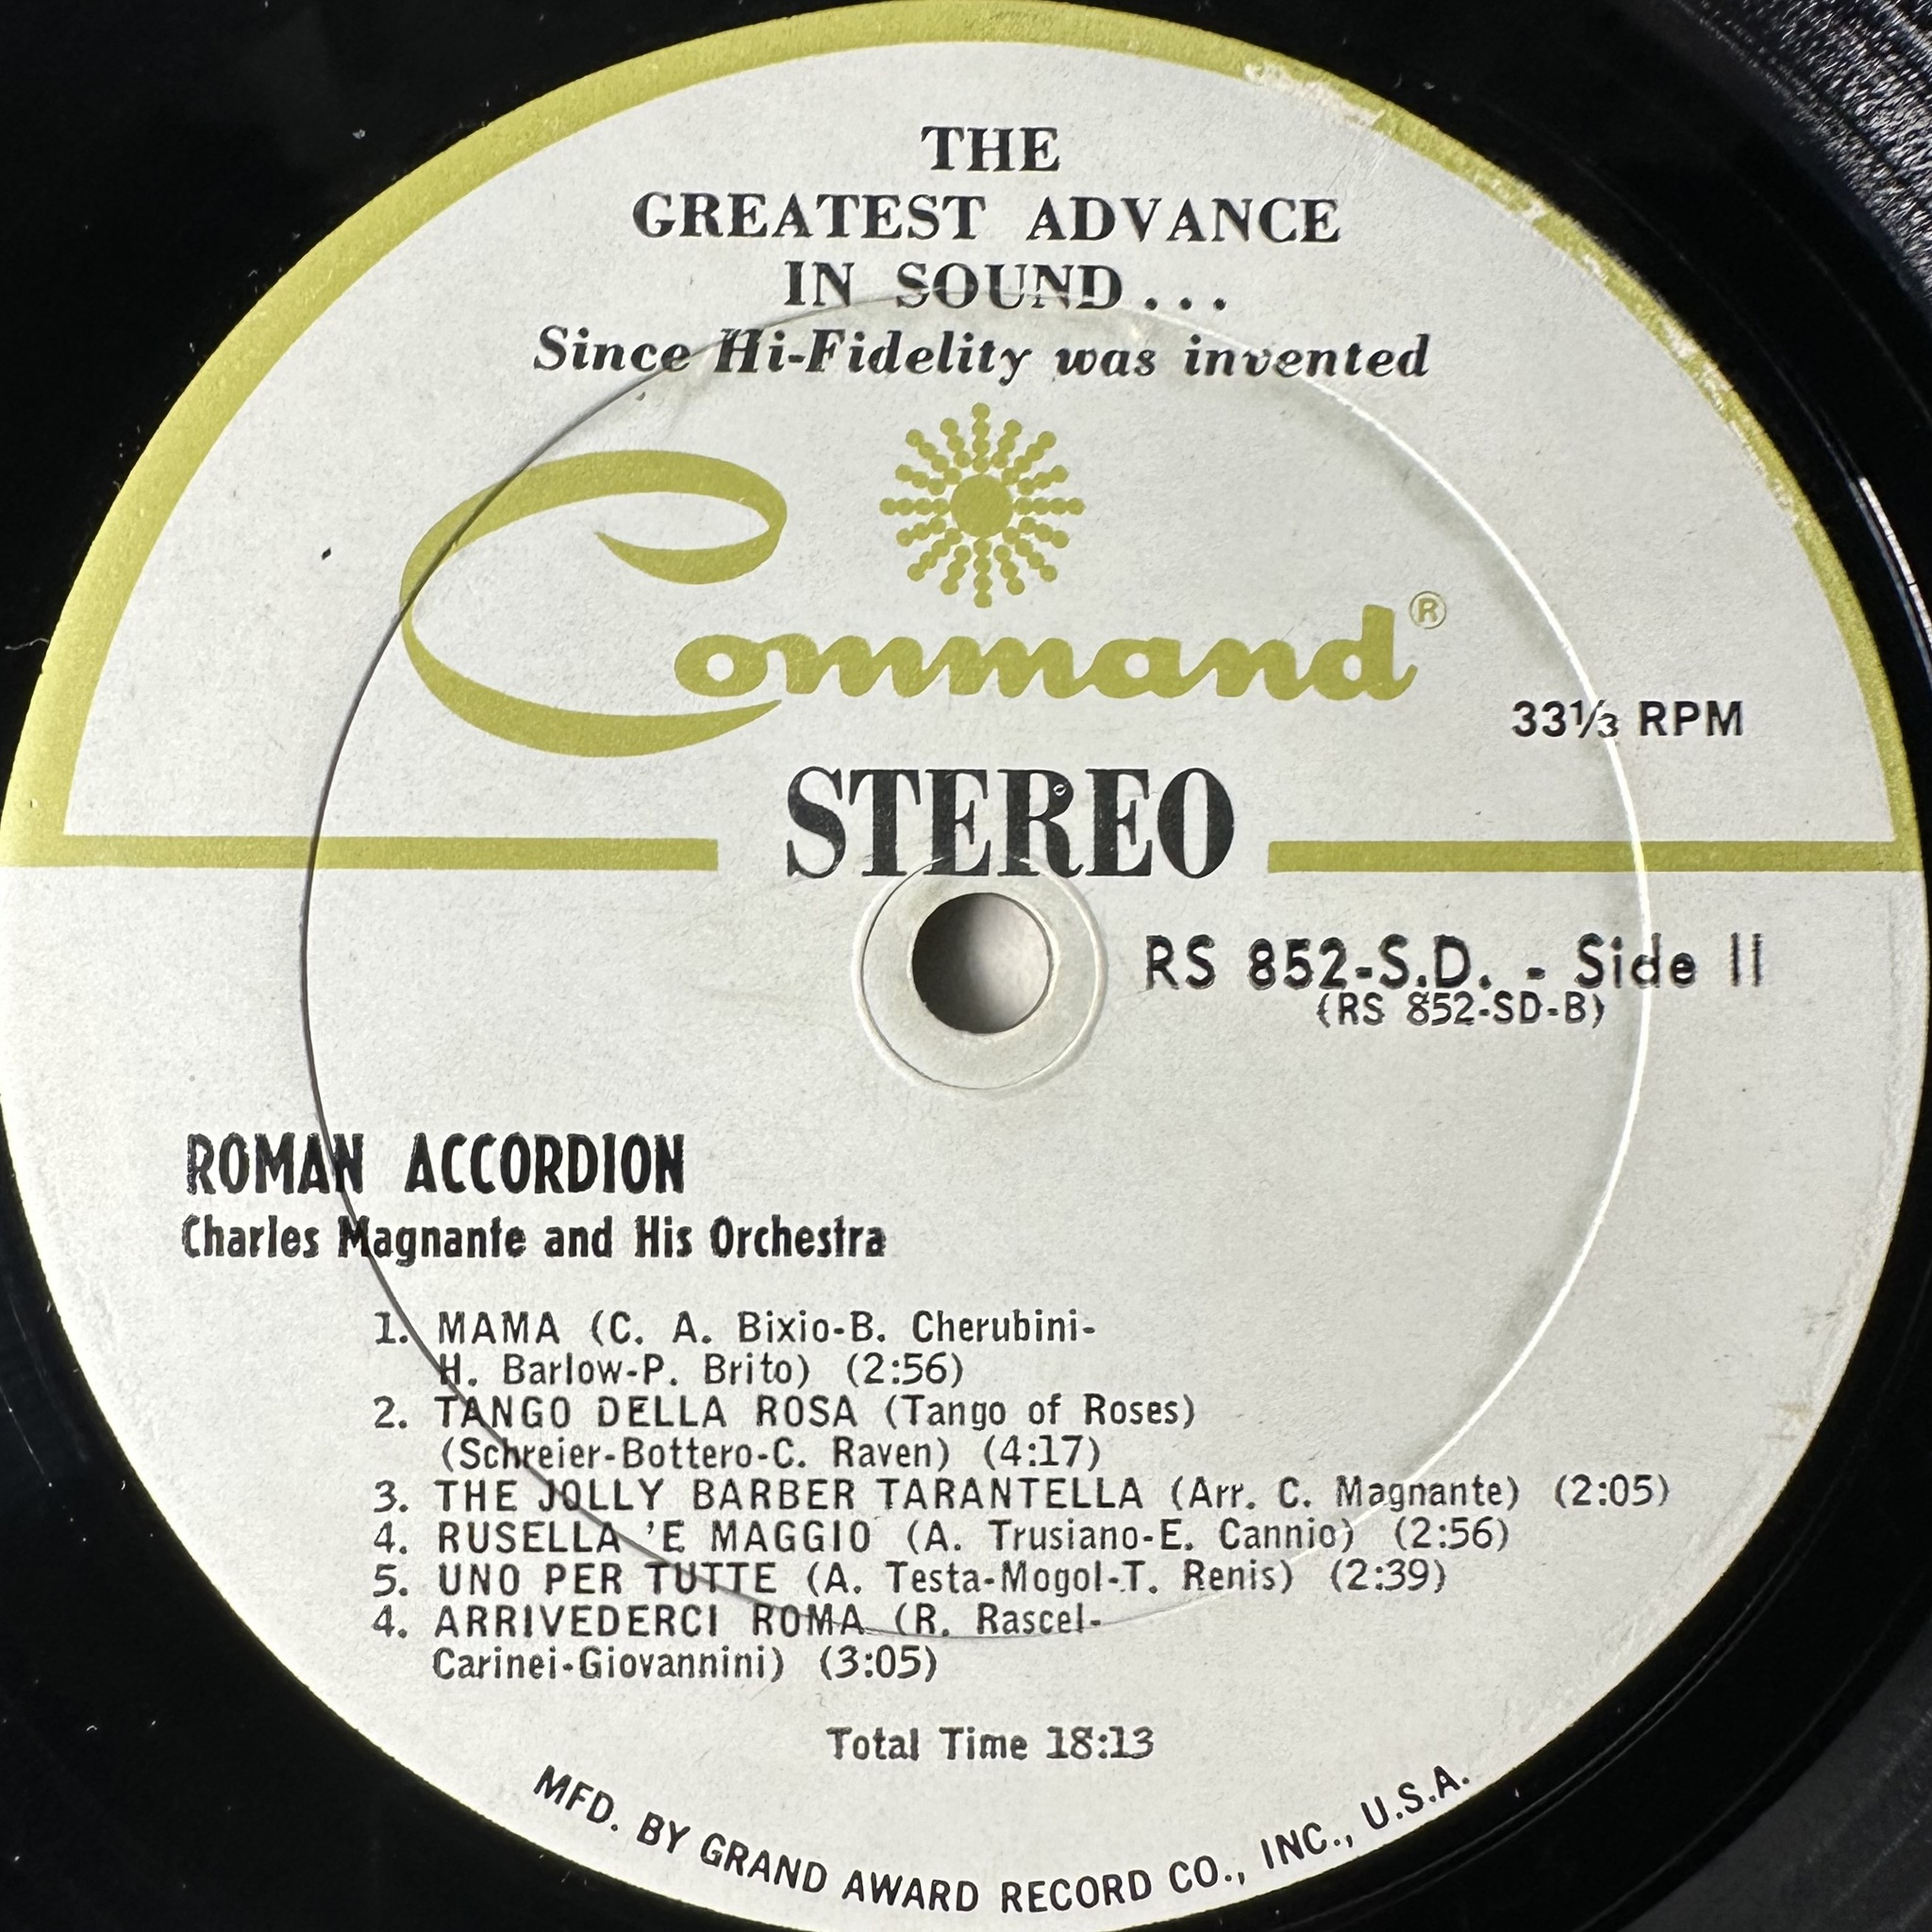 THE
GREATEST ADVANCE
IN SOUND...
Since Hi-Fidelity was invented
Command®
33⅓ RPM
STEREO
RS 852-S.D. - Side II
(RS 852-SD-B)
ROMAN ACCORDION
Charles Magnante and His Orchestra
1. MAMA (C. A. Bixio-B. Cherubini-
H. Barlow-P. Brito) (2:56)
2. TANGO DELLA ROSA (Tango of Roses)
(Schreier-Bottero-C. Raven) (4:17)
3. THE JOLLY BARBER TARANTELLA (Arr. C. Magnante) (2:05)
4. RUSELLA 'E MAGGIO (A. Trusiano-E. Cannio) (2:56)
5. UNO PER TUTTE (A. Testa-Mogol-T. Renis) (2:39)
4. ARRIVEDERCI ROMA (R. Rascel-
Carinei-Giovannini) (3:05)
Total Time 18:13
MFD. BY GRAND AWARD RECORD CO., INC., U.S.A.